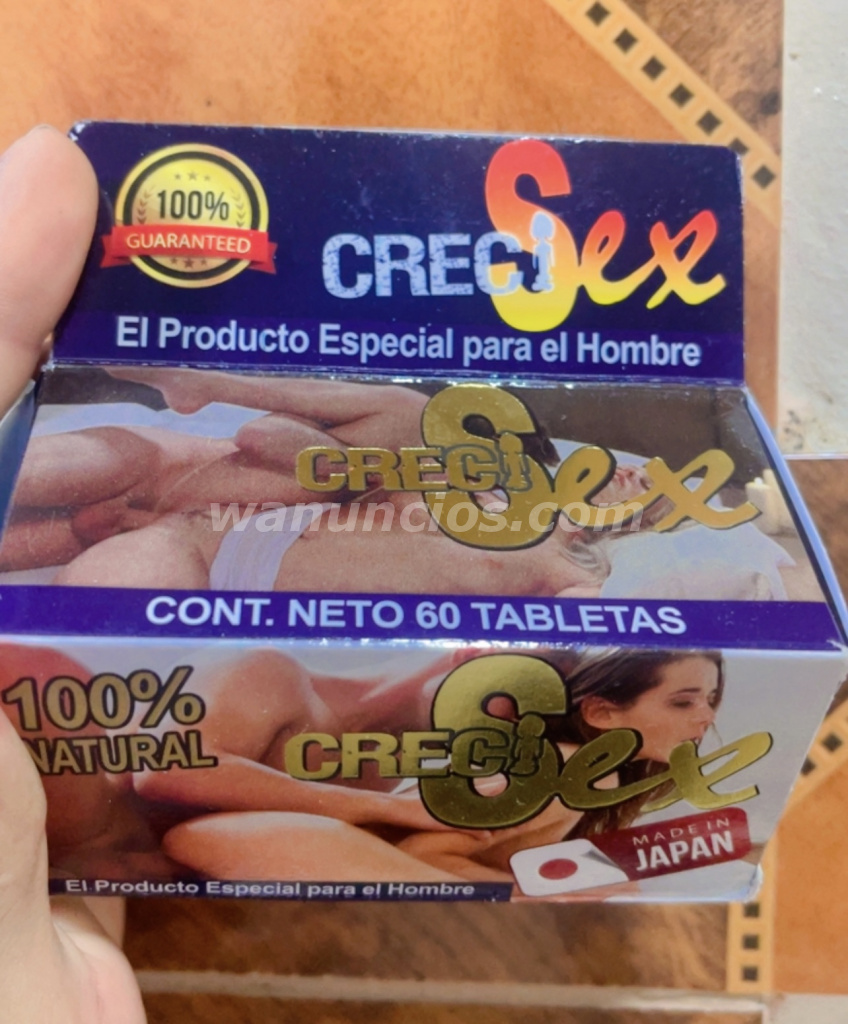 100%
GUARANTEED
CRECiSex
El Producto Especial para el Hombre
CRECiSex
wanuncios.com
CONT. NETO 60 TABLETAS
100%
NATURAL
CRECiSex
MADE IN
JAPAN
El Producto Especial para el Hombre